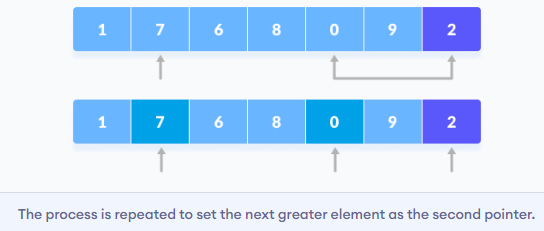 1 7 6 8 0 9 2
1 7 6 8 0 9 2
The process is repeated to set the next greater element as the second pointer.